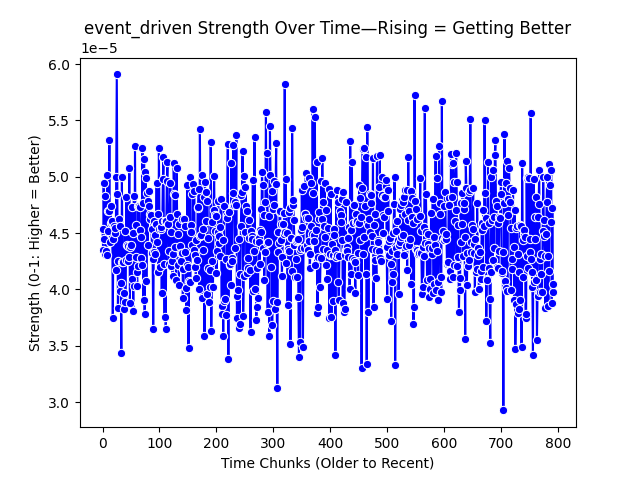 event_driven Strength Over Time—Rising = Getting Better
1e−5
6.0
5.5
5.0
4.5
4.0
3.5
3.0
Strength (0-1: Higher = Better)
0 100 200 300 400 500 600 700 800
Time Chunks (Older to Recent)